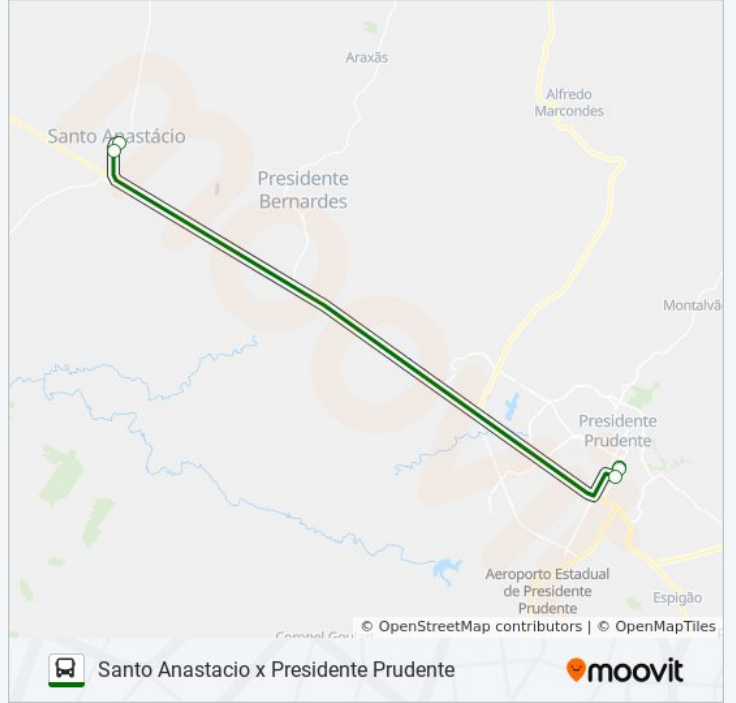 Araxãs
Alfredo
Marcondes
Santo Anastácio
Presidente
Bernardes
Montalvã
Presidente
Prudente
Aeroporto Estadual
de Presidente
Prudente
Espigão
© OpenStreetMap contributors | © OpenMapTiles
Santo Anastacio x Presidente Prudente
moovit